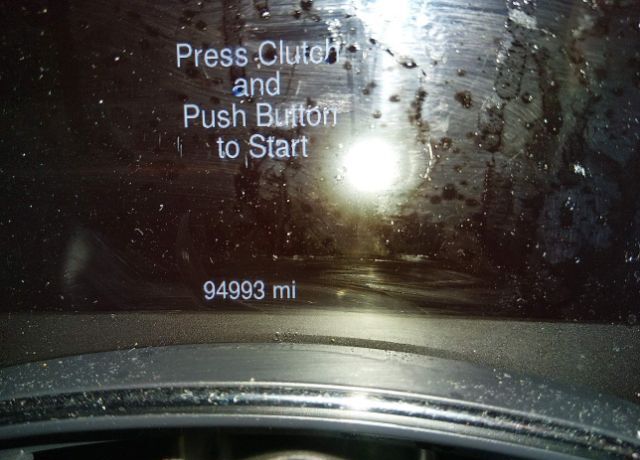 Press Clutch
and
Push Button
to Start
94993 mi